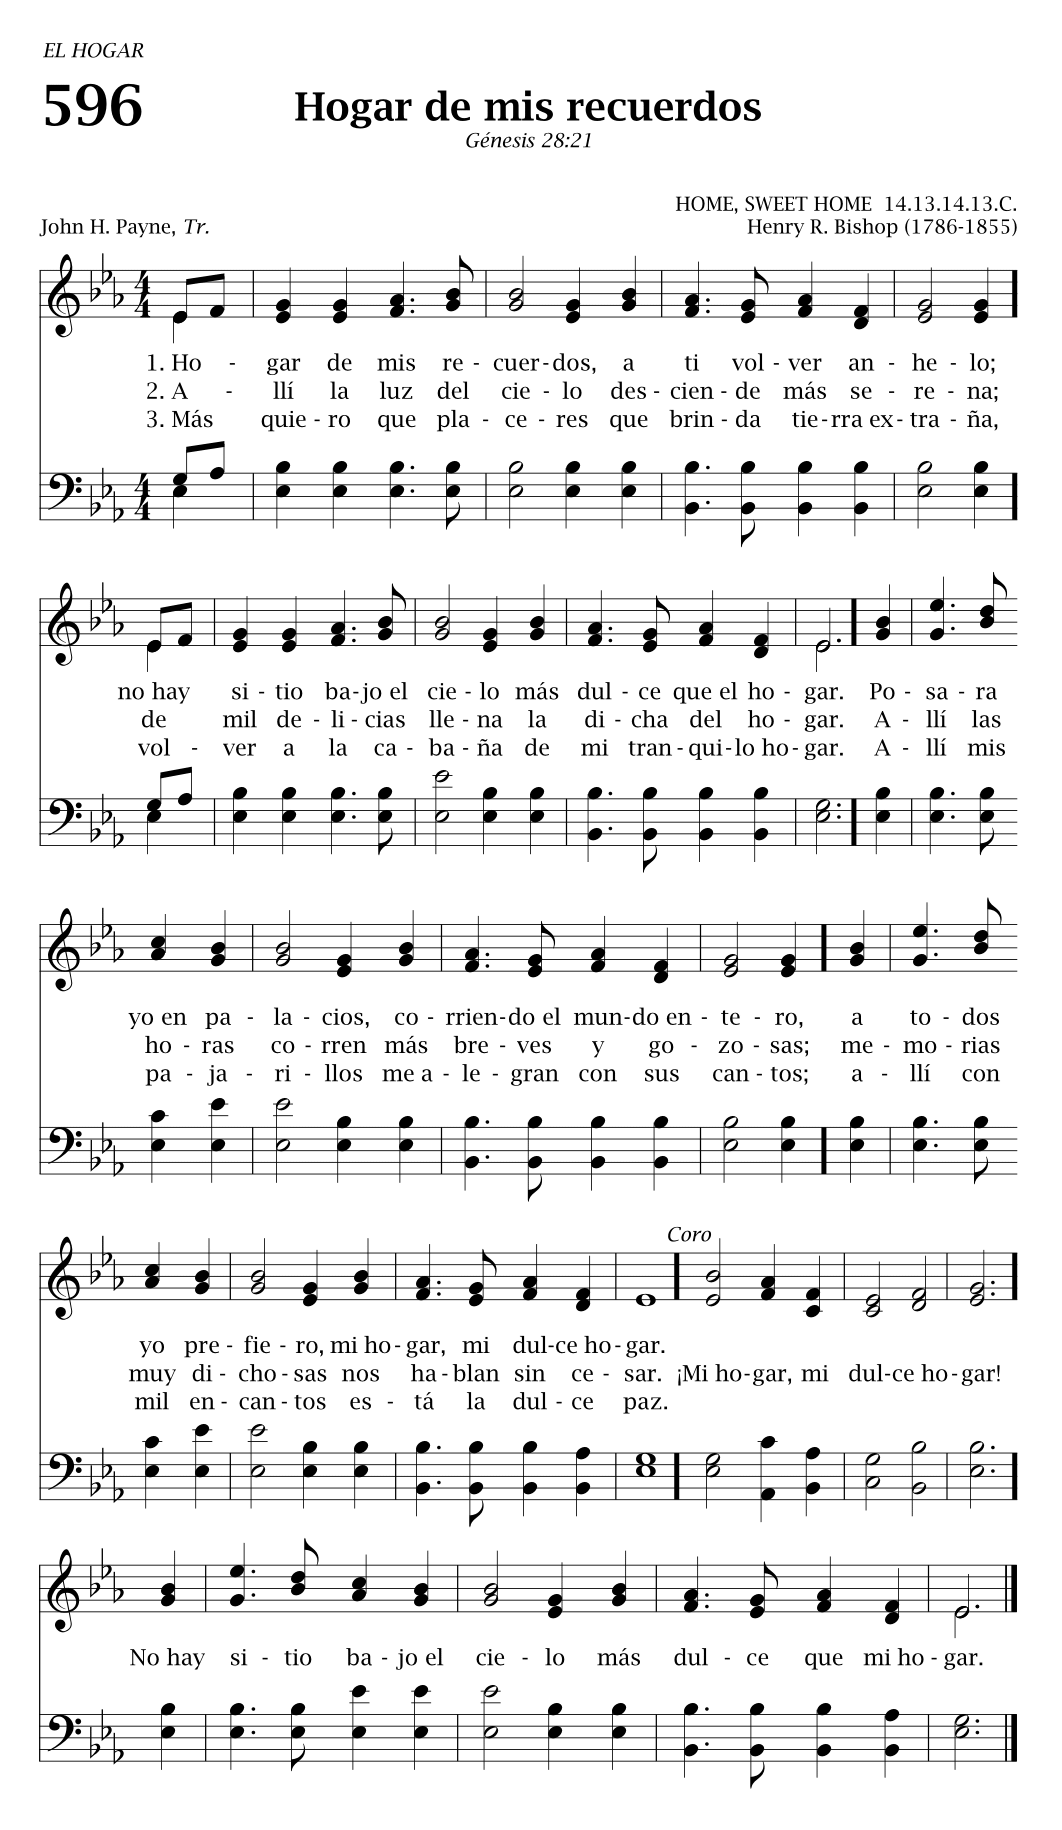 EL HOGAR
596
Hogar de mis recuerdos
Génesis 28:21
HOME, SWEET HOME 14.13.14.13.C.
John H. Payne, Tr.
Henry R. Bishop (1786-1855)
1. Ho - gar de mis re - cuer - dos, a ti vol - ver an - he - lo;
2. A - llí la luz del cie - lo des - cien - de más se - re - na;
3. Más quie - ro que pla - ce - res que brin - da tie - rra ex - tra - ña,
no hay si - tio ba - jo el cie - lo más dul - ce que el ho - gar. Po - sa - ra
de mil de - li - cias lle - na la di - cha del ho - gar. A - llí las
vol - ver a la ca - ba - ña de mi tran - qui - lo ho - gar. A - llí mis
yo en pa - la - cios, co - rrien - do el mun - do en - te - ro, a to - dos
ho - ras co - rren más bre - ves y go - zo - sas; me - mo - rias
pa - ja - ri - llos me a - le - gran con sus can - tos; a - llí con
Coro
yo pre - fie - ro, mi ho - gar, mi dul - ce ho - gar.
muy di - cho - sas nos ha - blan sin ce - sar. ¡Mi ho - gar, mi dul - ce ho - gar!
mil en - can - tos es - tá la dul - ce paz.
No hay si - tio ba - jo el cie - lo más dul - ce que mi ho - gar.